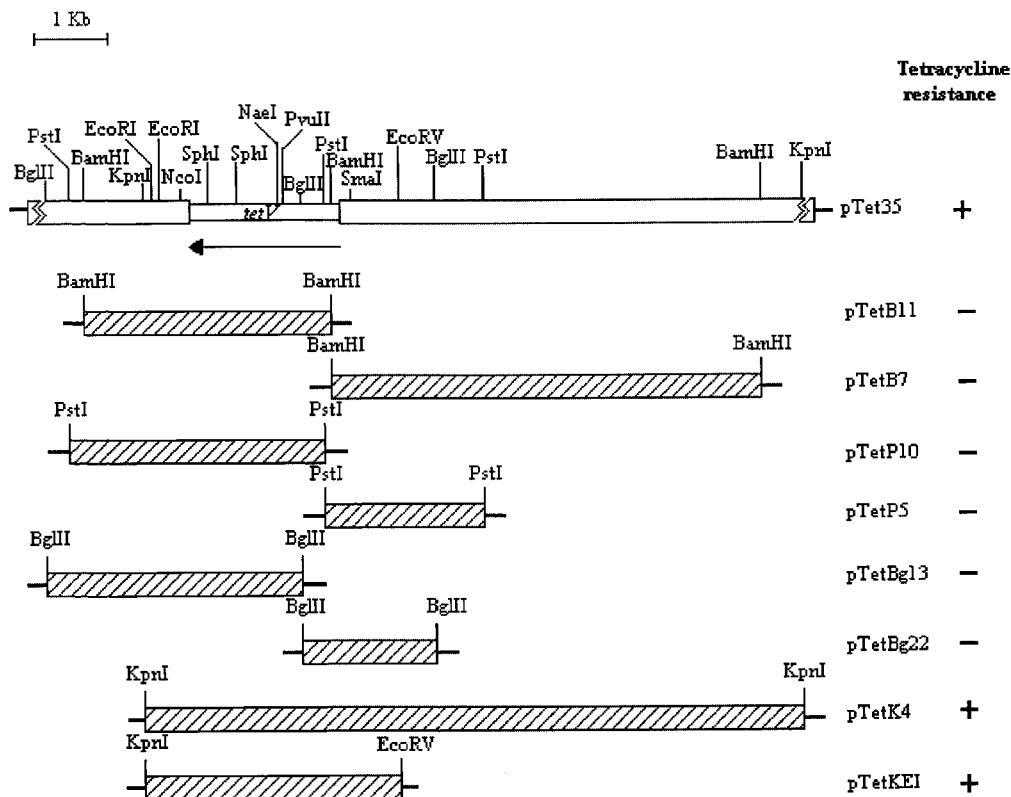 1 Kb
Tetracycline
resistance
NaeI
PvuII
EcoRI EcoRI
EcoRV
PstI
PstI
SphI SphI
BamHI
BamHI
BglII PstI
BamHI KpnI
BglII
KpnI
NcoI
BglII
SmaI
tet
pTet35 +
BamHI BamHI
pTetB11 −
BamHI BamHI
pTetB7 −
PstI PstI
pTetP10 −
PstI PstI
pTetP5 −
BglII BglII
pTetBgl3 −
BglII BglII
pTetBg22 −
KpnI KpnI
pTetK4 +
KpnI EcoRV
pTetKEI +